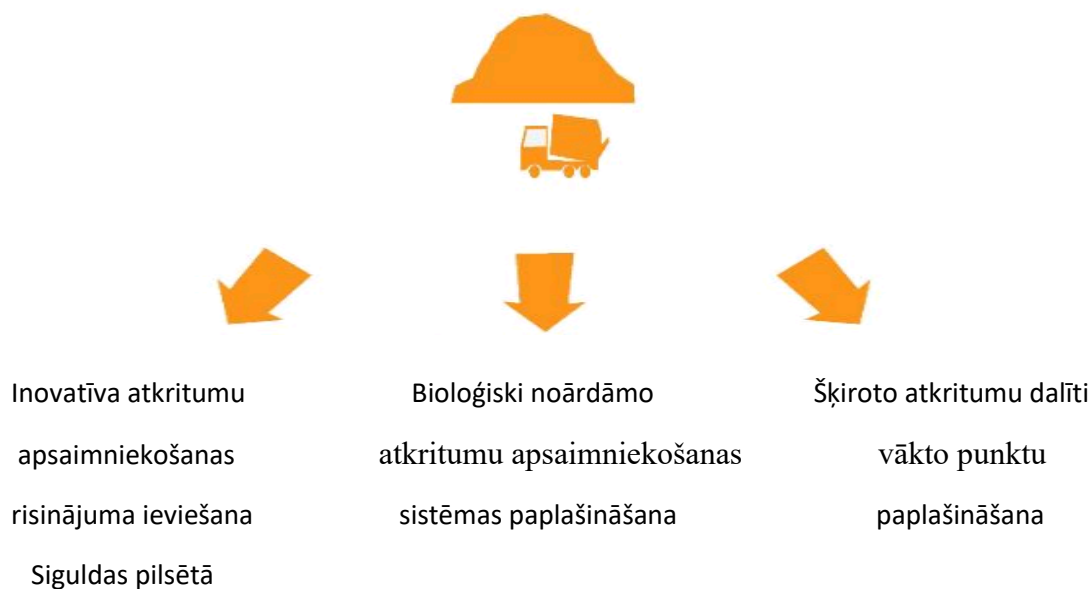 Inovatīva atkritumu
apsaimniekošanas
risinājuma ieviešana
Siguldas pilsētā
Bioloģiski noārdāmo
atkritumu apsaimniekošanas
sistēmas paplašināšana
Šķiroto atkritumu dalīti
vākto punktu
paplašināšana